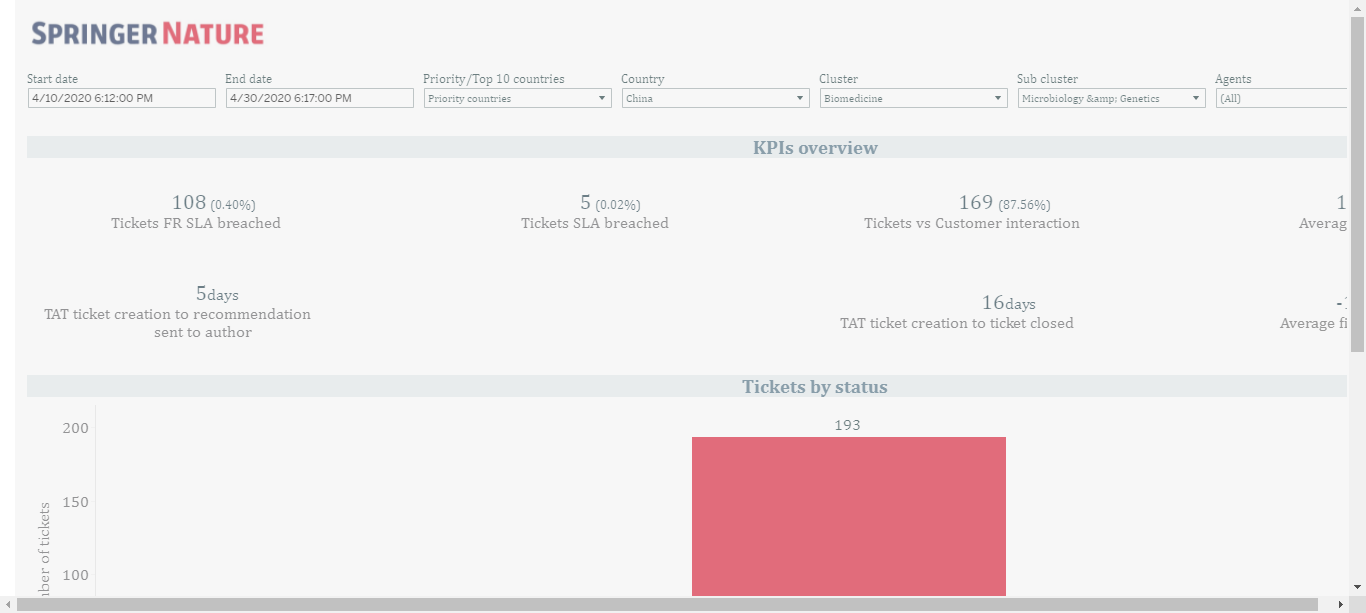 SPRINGER NATURE
Start date
End date
Priority/Top 10 countries
Country
Cluster
Sub cluster
Agents
4/10/2020 6:12:00 PM
4/30/2020 6:17:00 PM
Priority countries
China
Biomedicine
Microbiology &amp; Genetics
(All)
KPIs overview
108 (0.40%)
Tickets FR SLA breached
5 (0.02%)
Tickets SLA breached
169 (87.56%)
Tickets vs Customer interaction
1
Averag
5days
TAT ticket creation to recommendation
sent to author
16days
TAT ticket creation to ticket closed
Average fi
Tickets by status
193
200
150
100
of tickets